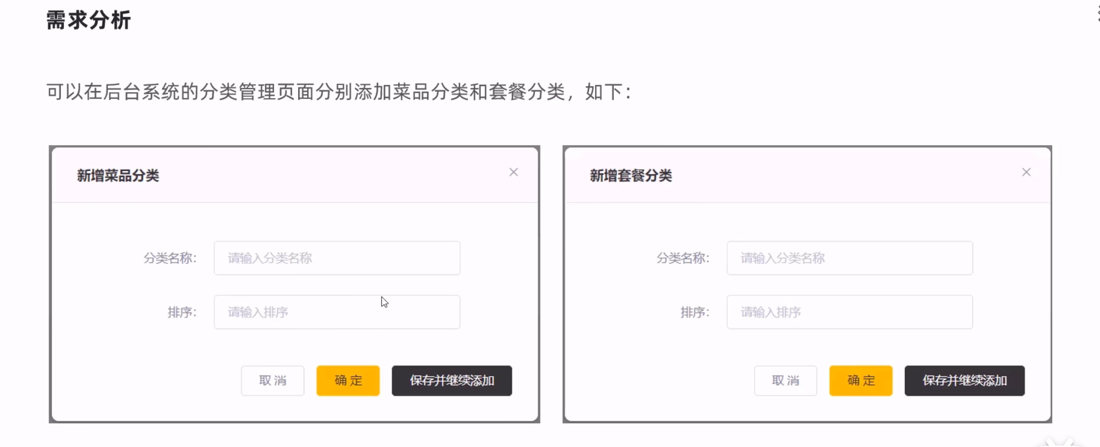 需求分析
可以在后台系统的分类管理页面分别添加菜品分类和套餐分类，如下：
新增菜品分类
分类名称：
请输入分类名称
排序：
请输入排序
取消
确定
保存并继续添加
新增套餐分类
分类名称：
请输入分类名称
排序：
请输入排序
取消
确定
保存并继续添加